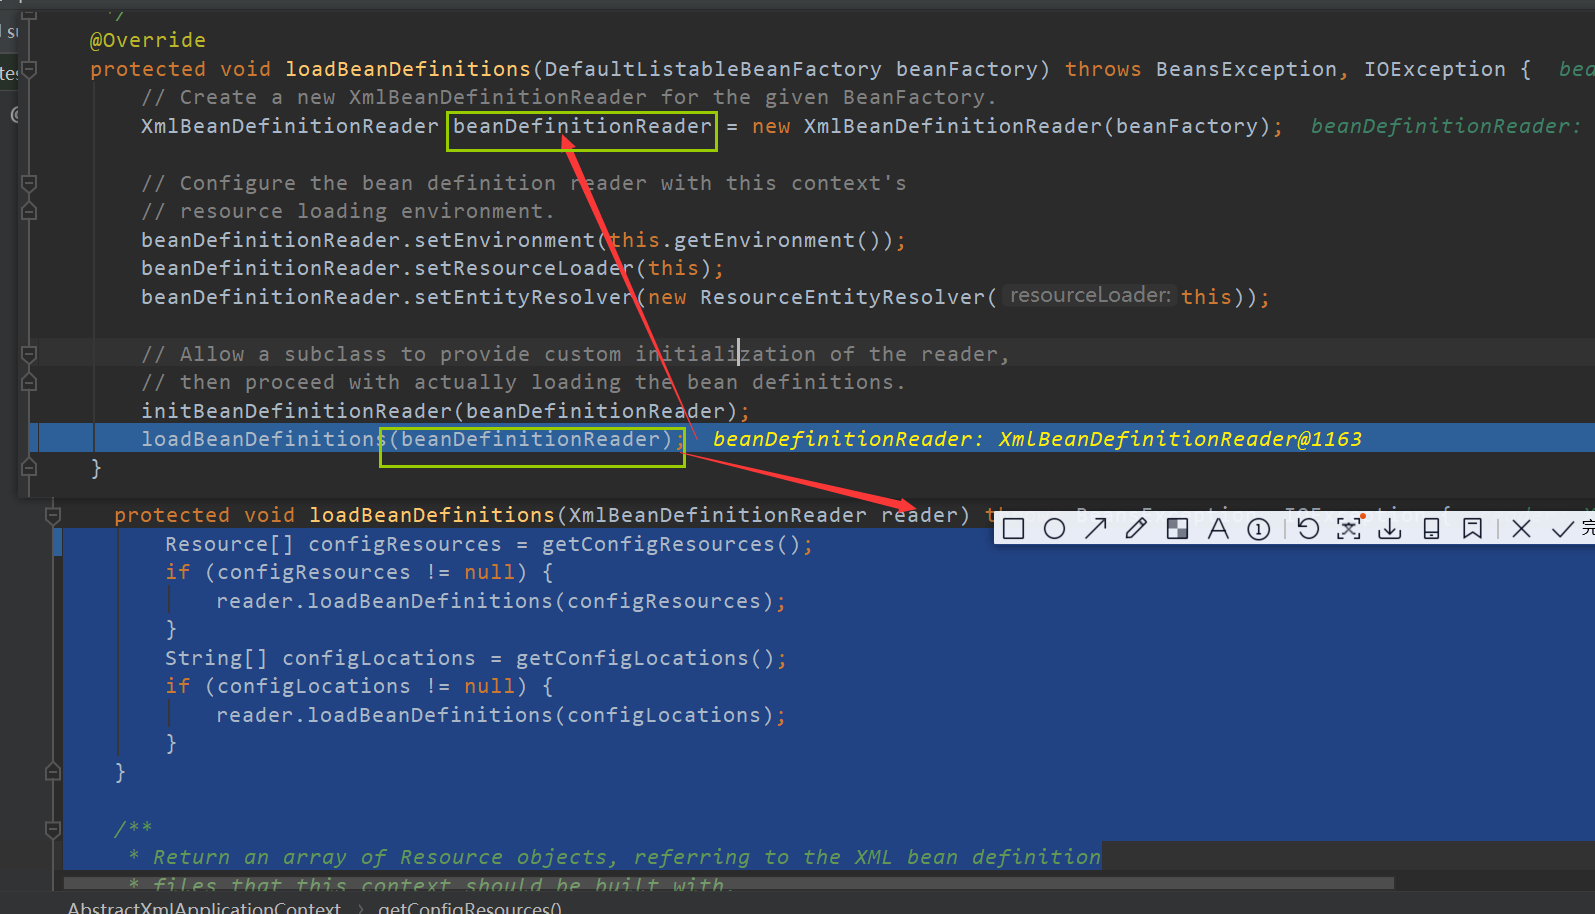 */
@Override
protected void loadBeanDefinitions(DefaultListableBeanFactory beanFactory) throws BeansException, IOException {  bea
// Create a new XmlBeanDefinitionReader for the given BeanFactory.
XmlBeanDefinitionReader beanDefinitionReader = new XmlBeanDefinitionReader(beanFactory);  beanDefinitionReader:
// Configure the bean definition reader with this context's
// resource loading environment.
beanDefinitionReader.setEnvironment(this.getEnvironment());
beanDefinitionReader.setResourceLoader(this);
beanDefinitionReader.setEntityResolver(new ResourceEntityResolver( resourceLoader: this));
// Allow a subclass to provide custom initialization of the reader,
// then proceed with actually loading the bean definitions.
initBeanDefinitionReader(beanDefinitionReader);
loadBeanDefinitions(beanDefinitionReader);  beanDefinitionReader: XmlBeanDefinitionReader@1163
}
protected void loadBeanDefinitions(XmlBeanDefinitionReader reader)
完
Resource[] configResources = getConfigResources();
if (configResources != null) {
reader.loadBeanDefinitions(configResources);
}
String[] configLocations = getConfigLocations();
if (configLocations != null) {
reader.loadBeanDefinitions(configLocations);
}
}
/**
* Return an array of Resource objects, referring to the XML bean definition
* files that this context should be built with.
AbstractXmlApplicationContext > getConfigResources()